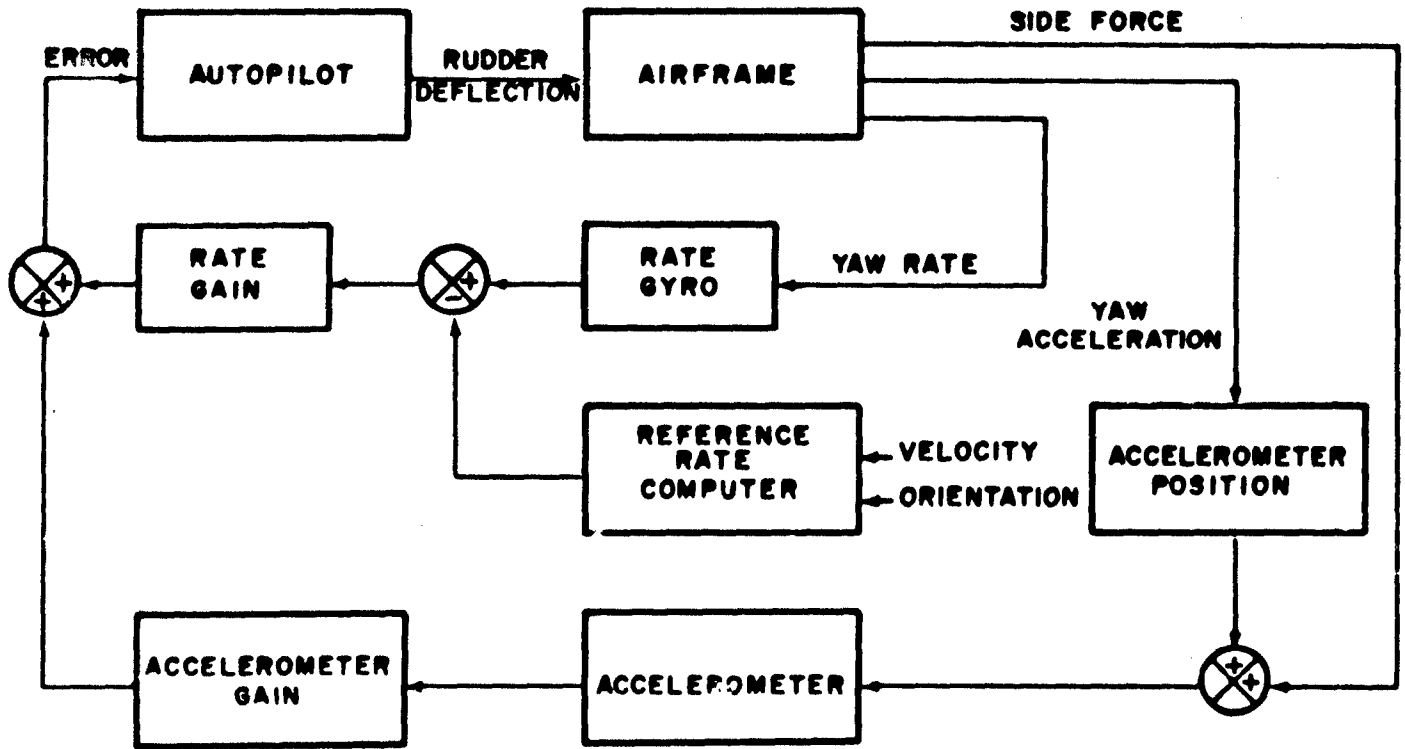 SIDE FORCE
ERROR
AUTOPILOT
RUDDER
DEFLECTION
AIRFRAME
RATE
GAIN
+
+
+
-
RATE
GYRO
YAW RATE
YAW
ACCELERATION
REFERENCE
RATE
COMPUTER
VELOCITY
ORIENTATION
ACCELEROMETER
POSITION
ACCELEROMETER
GAIN
ACCELEROMETER
+
+